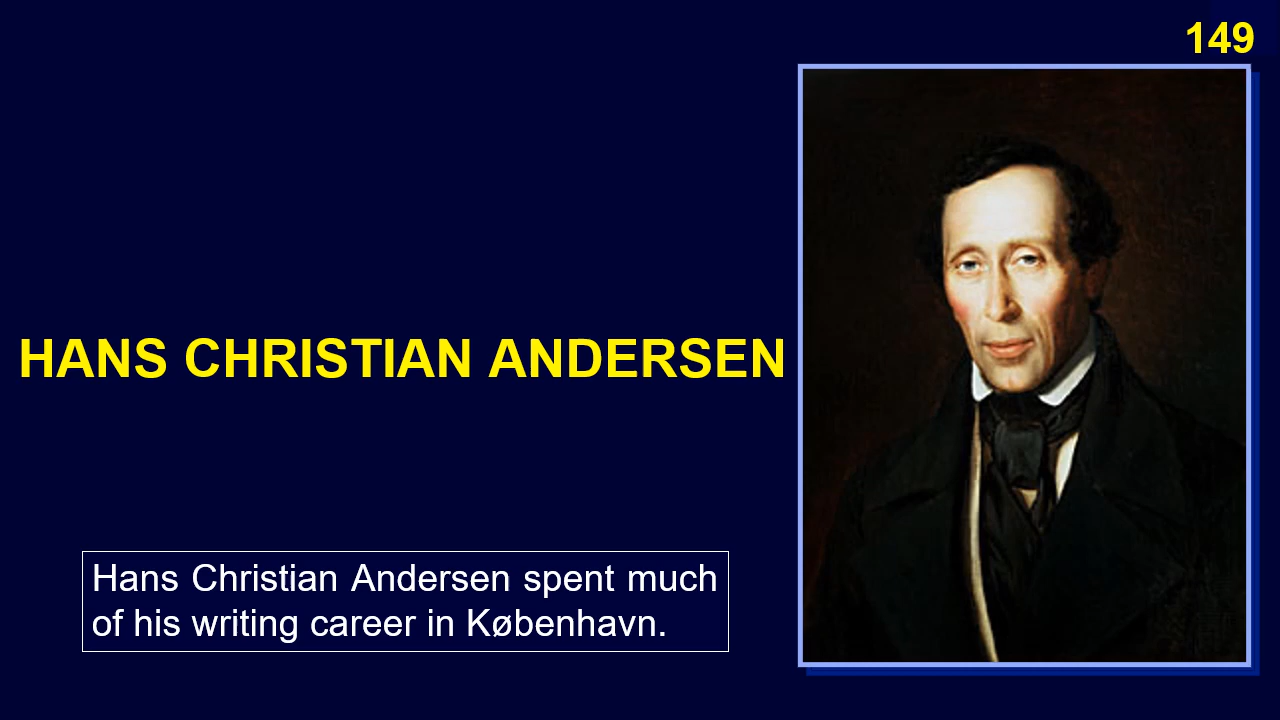 149
HANS CHRISTIAN ANDERSEN
Hans Christian Andersen spent much
of his writing career in København.